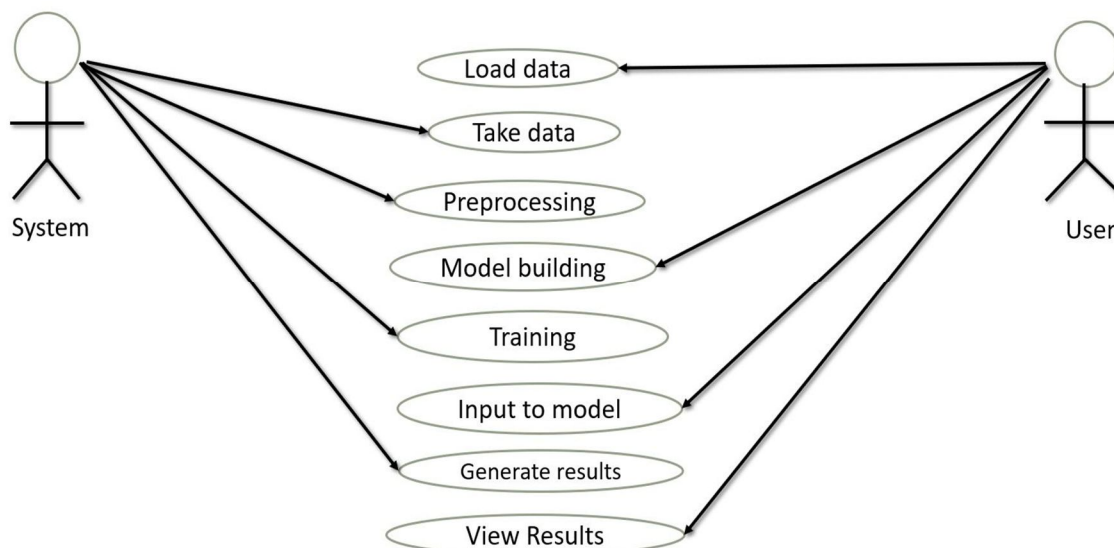 Load data
Take data
Preprocessing
System
User
Model building
Training
Input to model
Generate results
View Results